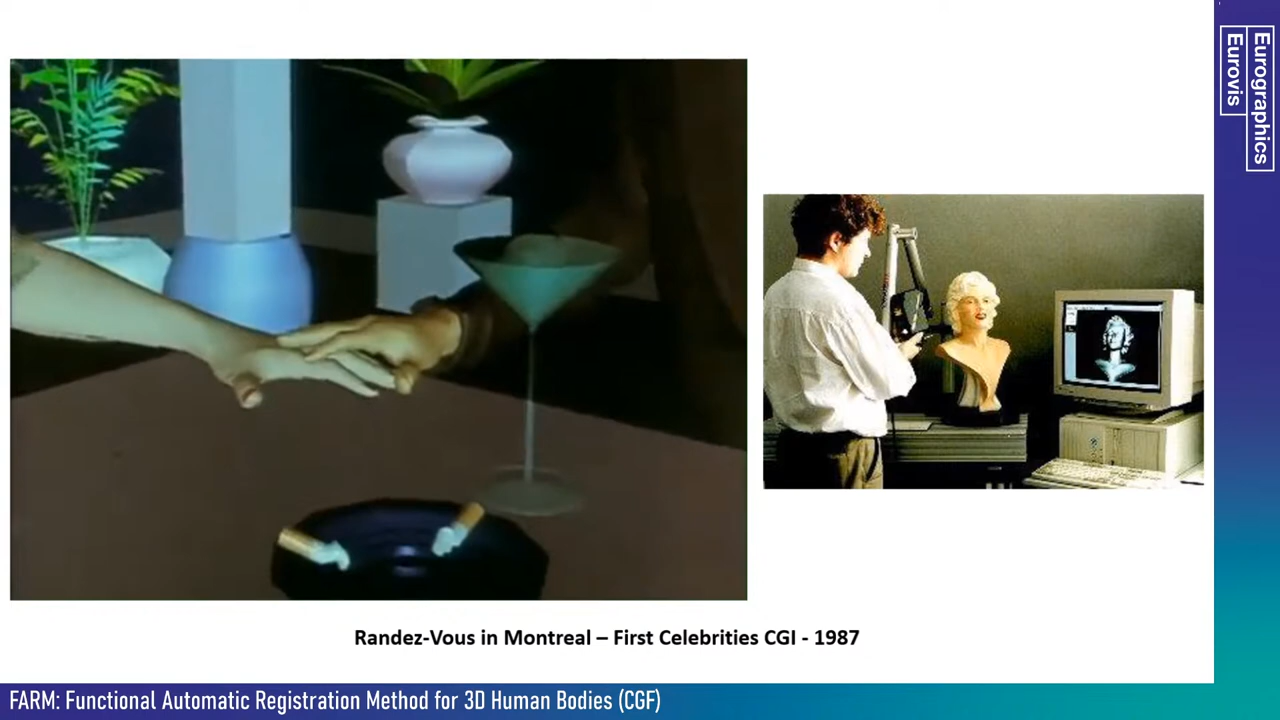 Eurographics
Eurovis
Randez-Vous in Montreal – First Celebrities CGI - 1987
FARM: Functional Automatic Registration Method for 3D Human Bodies (CGF)